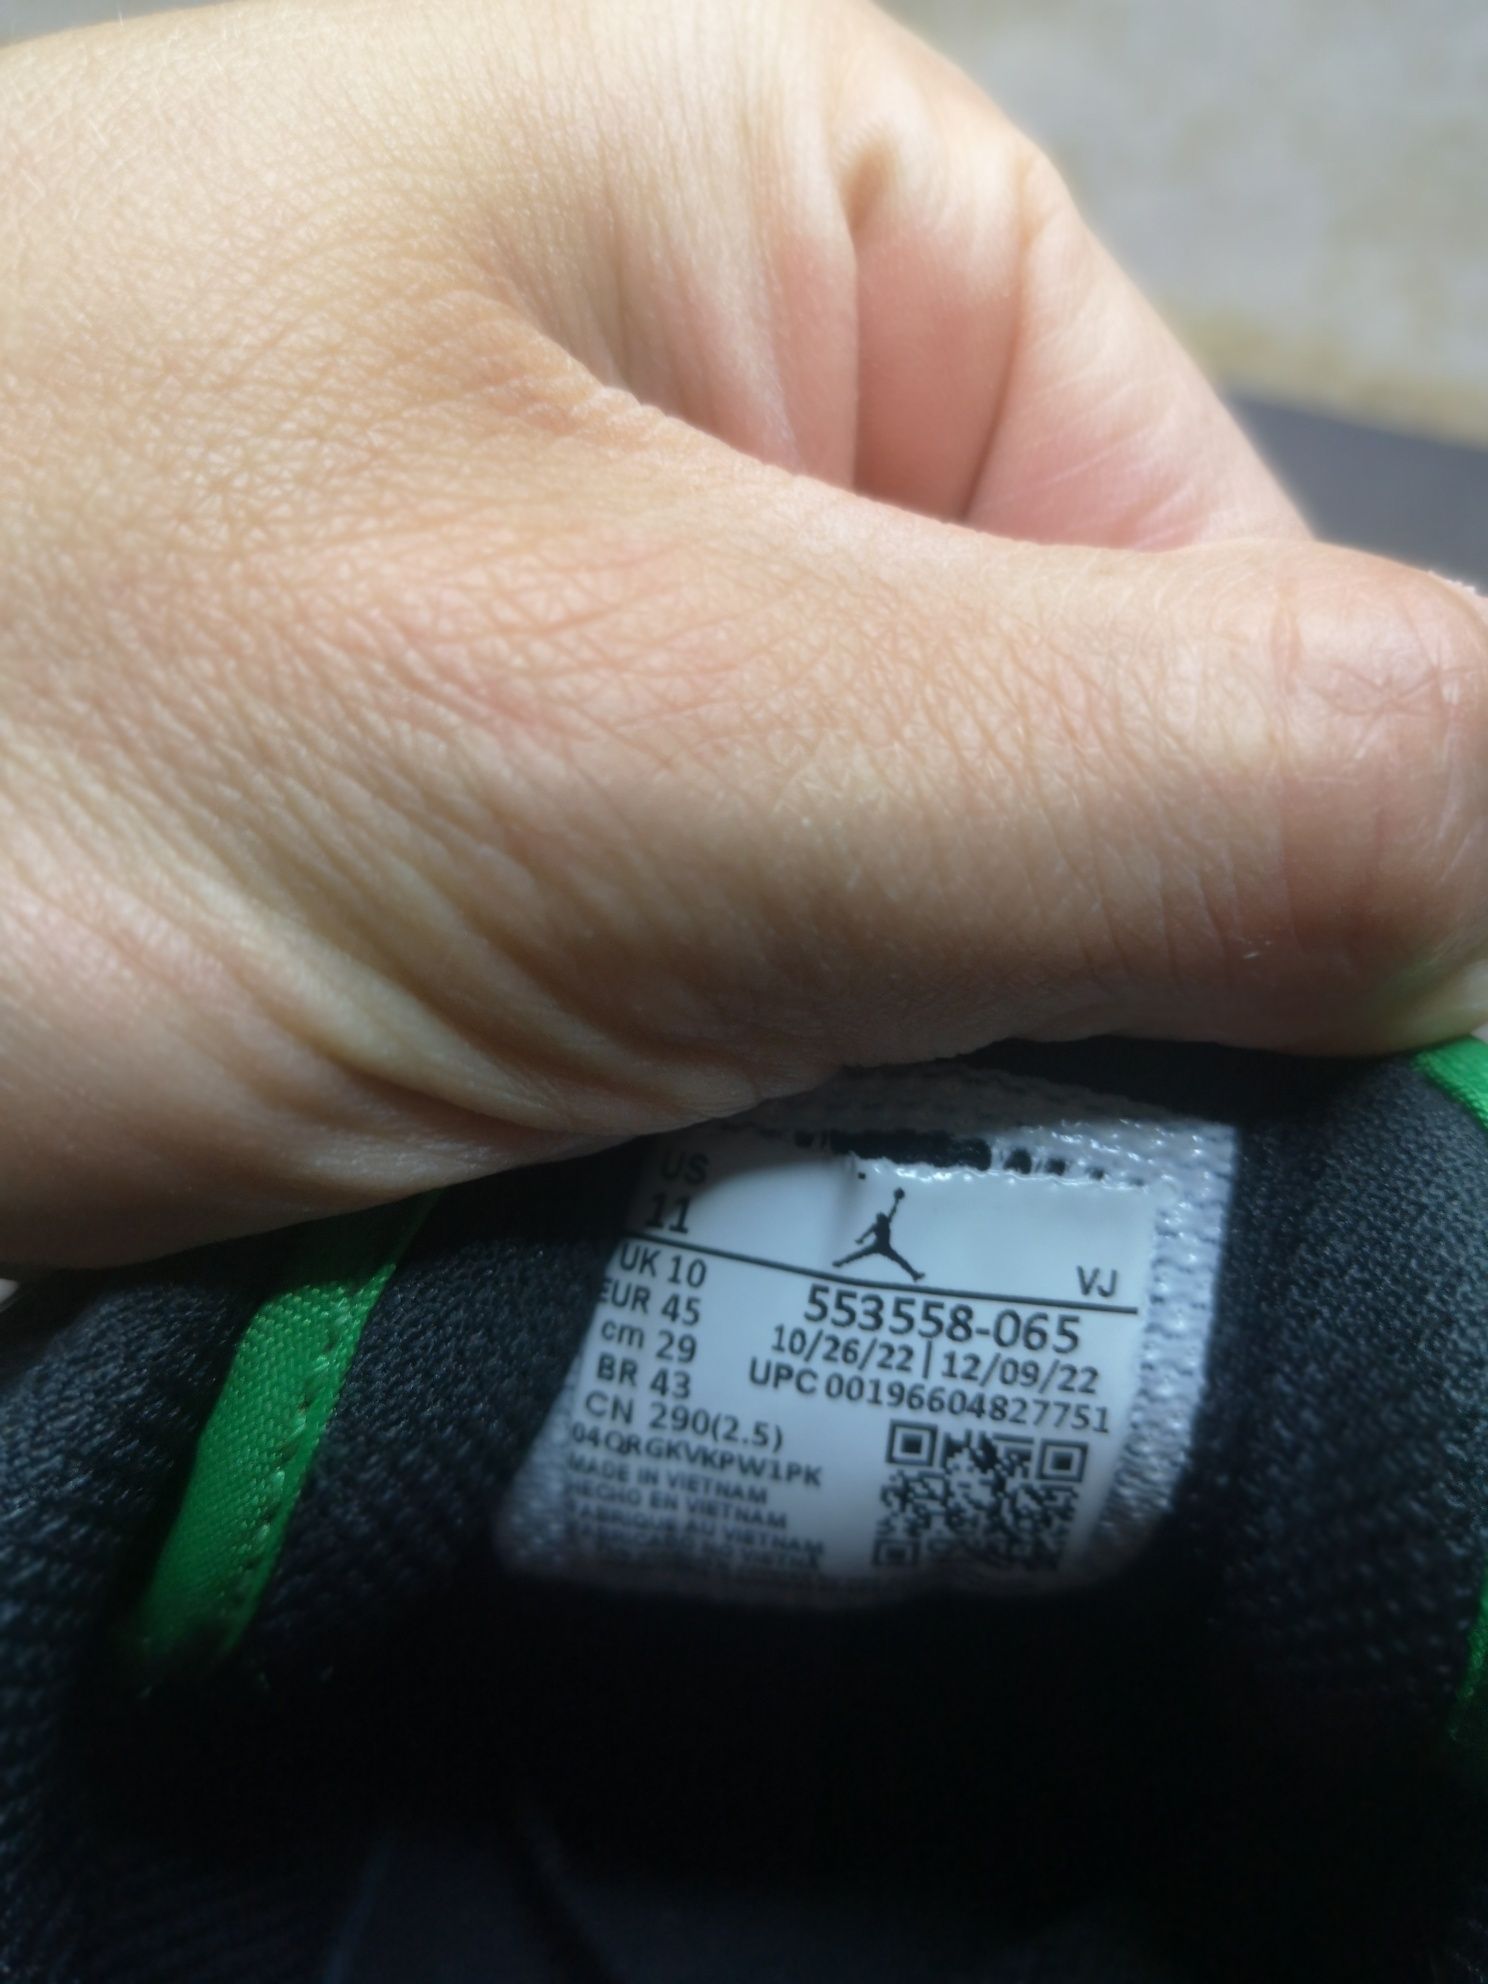 US
11
VJ
UK 10
EUR 45
cm 29
BR 43
CN 290(2.5)
553558-065
10/26/22 | 12/09/22
UPC 00196604827751
04QRGKVKPW1PK
MADE IN VIETNAM
HECHO EN VIETNAM
FABRIQUE AU VIETNAM